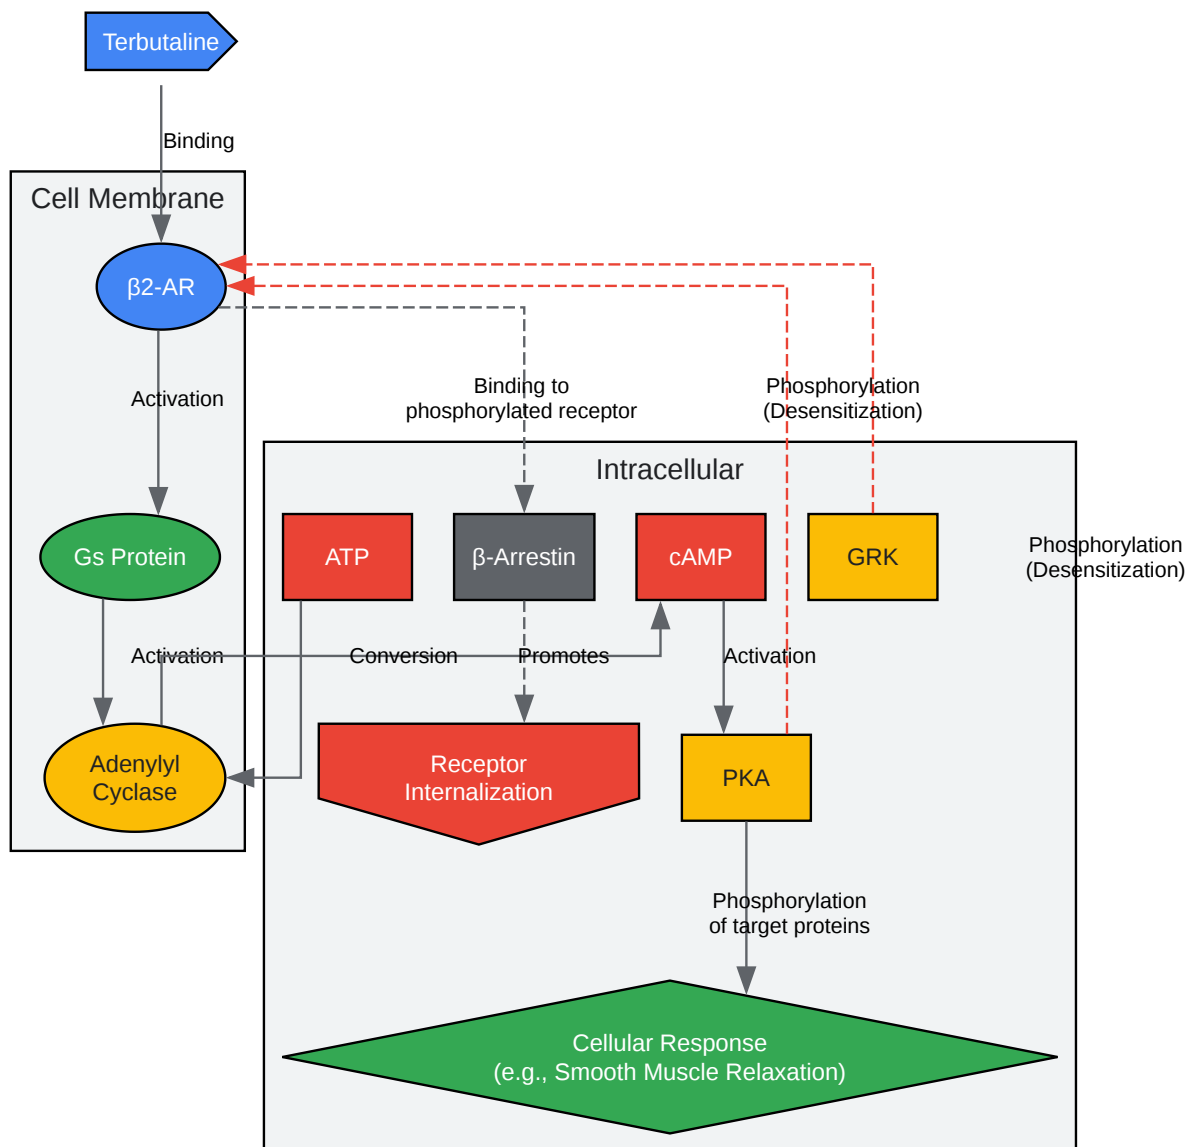 Terbutaline
Binding
Cell Membrane
β2-AR
Activation
Binding to
phosphorylated receptor
Phosphorylation
(Desensitization)
Intracellular
Gs Protein
ATP
β-Arrestin
cAMP
GRK
Phosphorylation
(Desensitization)
Activation
Conversion
Promotes
Activation
Adenylyl
Cyclase
Receptor
Internalization
PKA
Phosphorylation
of target proteins
Cellular Response
(e.g., Smooth Muscle Relaxation)